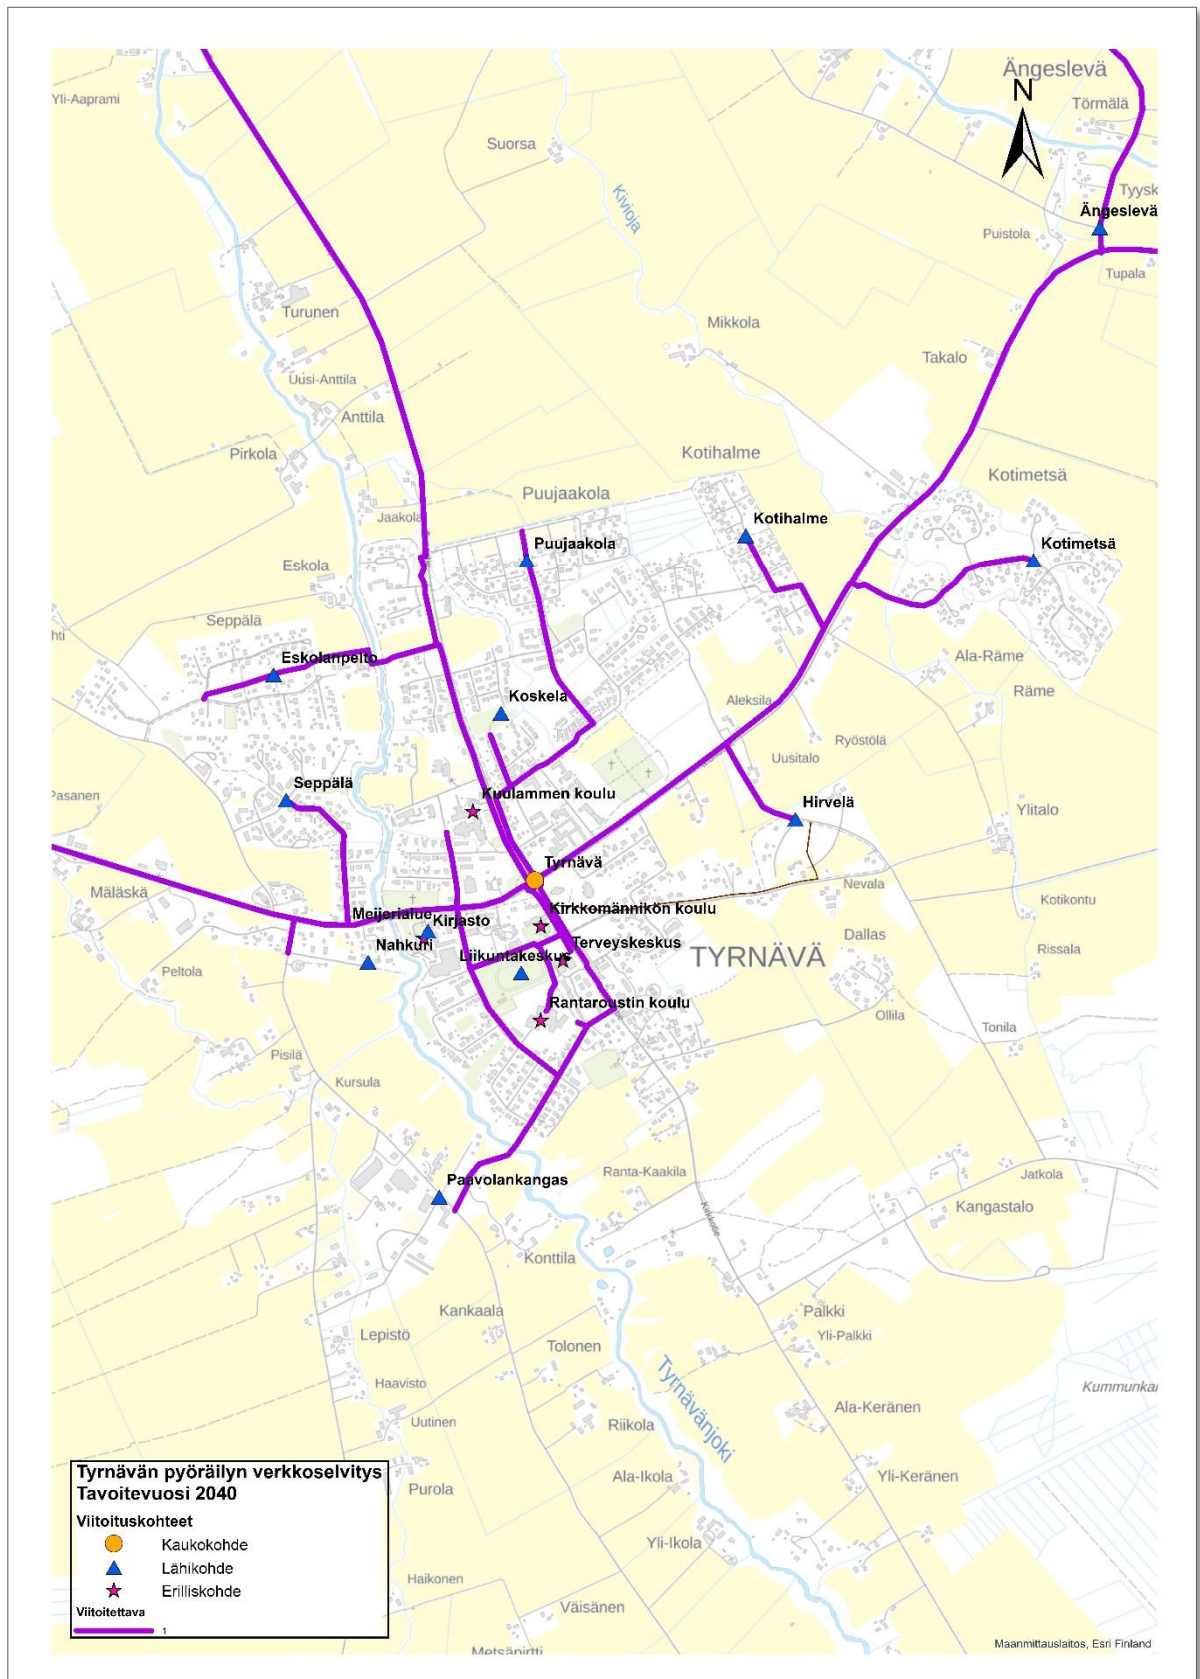 Ängeslevä
Yli-Aaprami
N
Törmälä
Suorsa
Kivioja
Ängeslevä
Puistola
Tupala
Turunen
Mikkola
Takalo
Uusi-Anttila
Anttila
Pirkola
Kotihalme
Kotimetsä
Puujaakola
Jaakola
Kotihalme
Puujaakola
Kotimetsä
Eskola
Seppälä
Eskolanpelto
Ala-Räme
Räme
Koskela
Aleksila
Ryöstölä
Uusitalo
Seppälä
Pasanen
Kuulammen koulu
Hirvelä
Ylitalo
Tyrnävä
Mäläskä
Nevala
Kotikontu
Meijerialue
Kirjasto
Kirkkomännikön koulu
Dallas
Nahkuri
Terveyskeskus
Rissala
Liikuntakeskus
TYRNÄVÄ
Peltola
Rantaroustin koulu
Ollila
Tonila
Pisilä
Kursula
Paavolankangas
Ranta-Kaakila
Jatkola
Kirkkotie
Kangastalo
Konttila
Kankaala
Palkki
Lepistö
Yli-Palkki
Tolonen
Haavisto
Tyrnävänjoki
Ala-Keränen
Uutinen
Riikola
Ala-Ikola
Yli-Keränen
Purola
Yli-Ikola
Haikonen
Väisänen
Metsäpirtti
Tyrnävän pyöräilyn verkkoselvitys
Tavoitevuosi 2040
Viitoituskohteet
Kaukokohde
Lähikohde
Erilliskohde
Viitoitettava
1
Maanmittauslaitos, Esri Finland